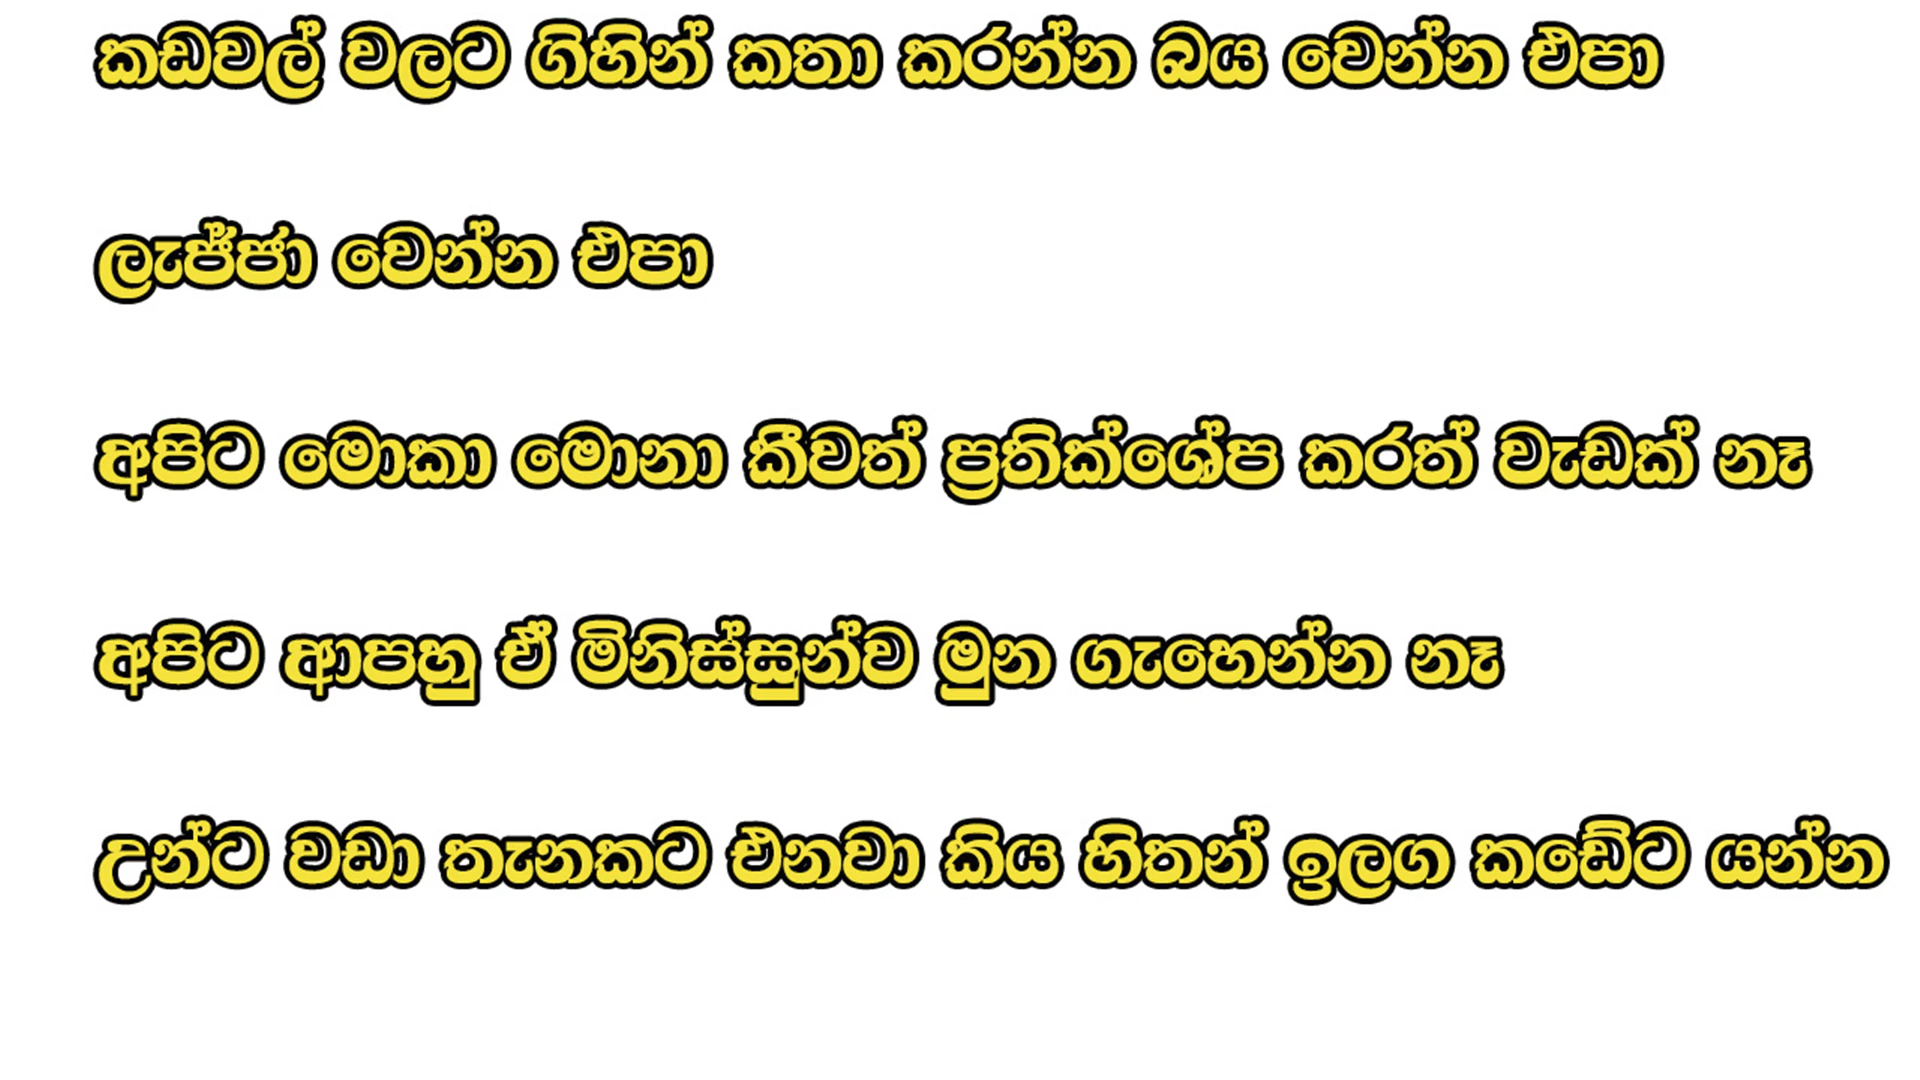 කඩවල් වලට ගිහින් කතා කරන්න බය වෙන්න එපා
ලැජ්ජා වෙන්න එපා
අපිට මොකා මොනා කීවත් ප්‍රතික්ශේප කරත් වැඩක් නෑ
අපිට ආපහු ඒ මිනිස්සුන්ව මුන ගැහෙන්න නෑ
උන්ට වඩා තැනකට එනවා කිය හිතන් ඉලග කඩේට යන්න